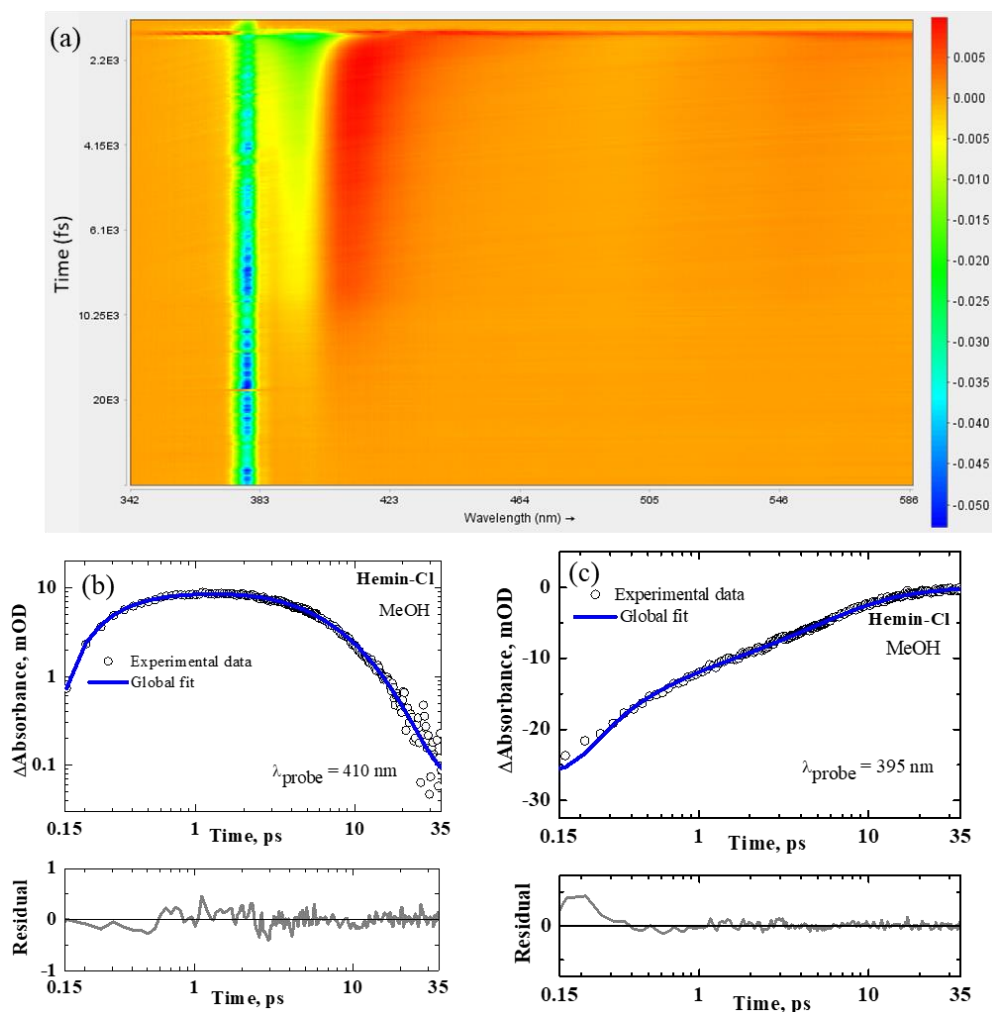 (a)
Time (fs)
2.2E3
4.15E3
6.1E3
10.25E3
20E3
342 383 423 464 505 546 586
Wavelength (nm) →
0.005
0.000
-0.005
-0.010
-0.015
-0.020
-0.025
-0.030
-0.035
-0.040
-0.045
-0.050
(b)
Hemin-Cl
MeOH
Experimental data
Global fit
λprobe = 410 nm
ΔAbsorbance, mOD
10
1
0.1
0.15 1 10 35
Time, ps
Residual
1
0
-1
0.15 1 10 35
Time, ps
(c)
Experimental data
Global fit
Hemin-Cl
MeOH
λprobe = 395 nm
ΔAbsorbance, mOD
0
-10
-20
-30
0.15 1 10 35
Time, ps
Residual
0
0.15 1 10 35
Time, ps